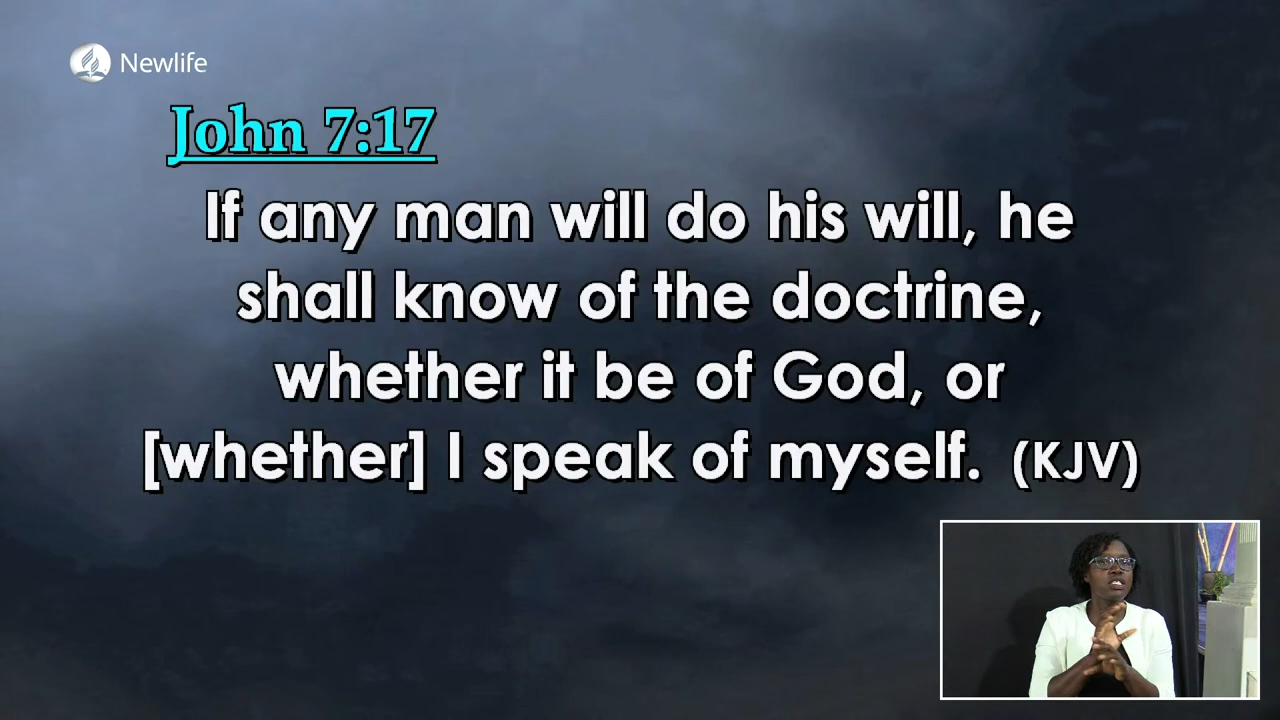 Newlife
John 7:17
If any man will do his will, he
shall know of the doctrine,
whether it be of God, or
[whether] I speak of myself. (KJV)